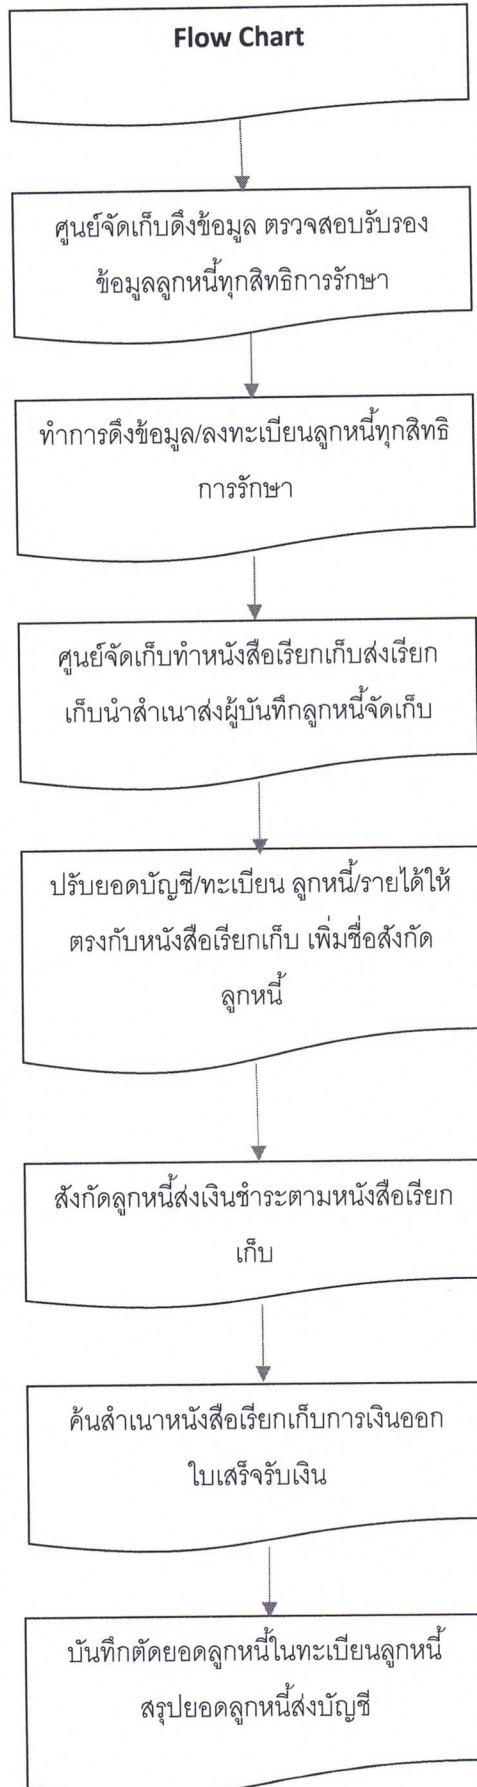 Flow Chart
ศูนย์จัดเก็บดึงข้อมูล ตรวจสอบรับรอง
ข้อมูลลูกหนี้ทุกสิทธิการรักษา
ทำการดึงข้อมูล/ลงทะเบียนลูกหนี้ทุกสิทธิ
การรักษา
ศูนย์จัดเก็บทำหนังสือเรียกเก็บส่งเรียก
เก็บนำสำเนาส่งผู้บันทึกลูกหนี้จัดเก็บ
ปรับยอดบัญชี/ทะเบียน ลูกหนี้/รายได้ให้
ตรงกับหนังสือเรียกเก็บ เพิ่มชื่อสังกัด
ลูกหนี้
สังกัดลูกหนี้ส่งเงินชำระตามหนังสือเรียก
เก็บ
ค้นสำเนาหนังสือเรียกเก็บการเงินออก
ใบเสร็จรับเงิน
บันทึกตัดยอดลูกหนี้ในทะเบียนลูกหนี้
สรุปยอดลูกหนี้ส่งบัญชี